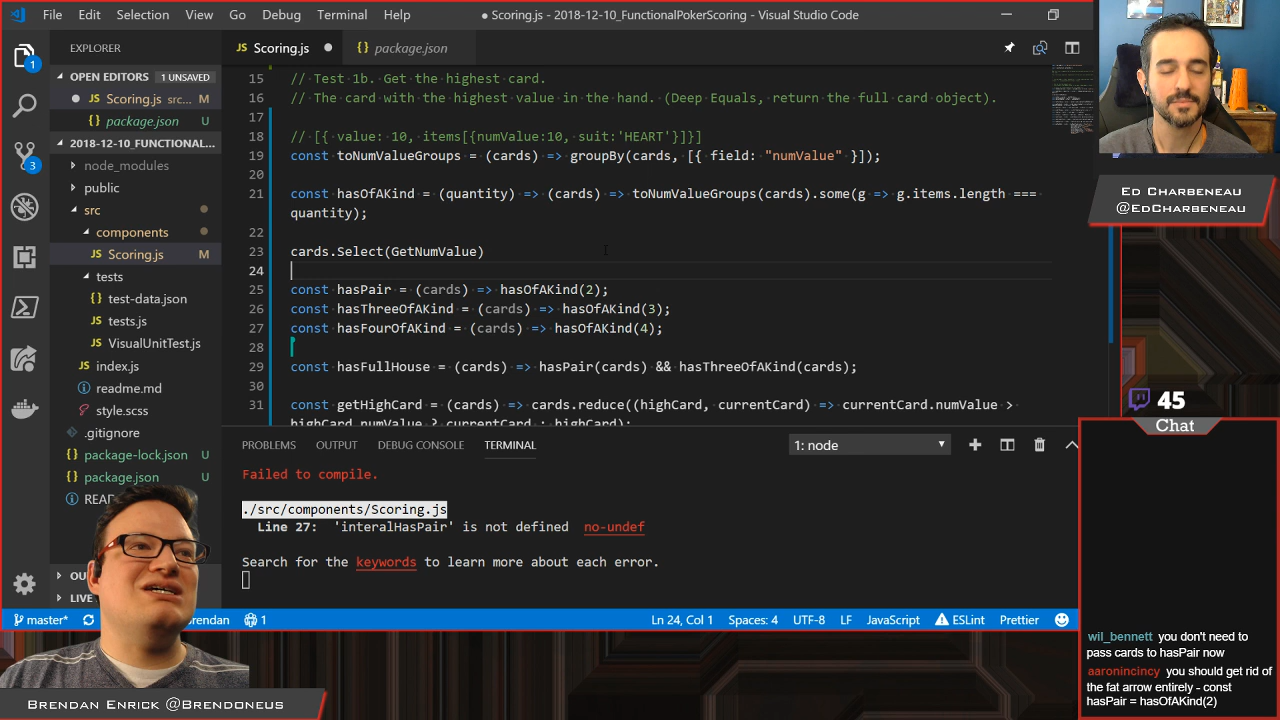 File Edit Selection View Go Debug Terminal Help
● Scoring.js - 2018-12-10_FunctionalPokerScoring - Visual Studio Code
EXPLORER
OPEN EDITORS 1 UNSAVED
● JS Scoring.js src... M
{} package.json U
2018-12-10_FUNCTIONAL...
node_modules
public
src
components
JS Scoring.js M
tests
{} test-data.json
JS tests.js
JS VisualUnitTest.js
JS index.js
readme.md
style.scss
.gitignore
{} package-lock.json U
{} package.json U
1
3
JS Scoring.js ●
{} package.json
15 // Test 1b. Get the highest card.
16 // The card with the highest value in the hand. (Deep Equals, return the full card object).
17
18 // [{ value: 10, items[{numValue:10, suit:'HEART'}]}]
19 const toNumValueGroups = (cards) => groupBy(cards, [{ field: "numValue" }]);
20
21 const hasOfAKind = (quantity) => (cards) => toNumValueGroups(cards).some(g => g.items.length ===
quantity);
22
23 cards.Select(GetNumValue)
24
25 const hasPair = (cards) => hasOfAKind(2);
26 const hasThreeOfAKind = (cards) => hasOfAKind(3);
27 const hasFourOfAKind = (cards) => hasOfAKind(4);
28
29 const hasFullHouse = (cards) => hasPair(cards) && hasThreeOfAKind(cards);
30
31 const getHighCard = (cards) => cards.reduce((highCard, currentCard) => currentCard.numValue >
highCard.numValue ? currentCard : highCard);
PROBLEMS OUTPUT DEBUG CONSOLE TERMINAL
1: node
Failed to compile.
./src/components/Scoring.js
Line 27: 'interalHasPair' is not defined no-undef
Search for the keywords to learn more about each error.
master*
1
Ln 24, Col 1 Spaces: 4 UTF-8 LF JavaScript ESLint Prettier
Ed Charbeneau
@EdCharbeneau
45
Chat
wil_bennett you don't need to
pass cards to hasPair now
aaronincincy you should get rid of
the fat arrow entirely - const
hasPair = hasOfAKind(2)
Brendan Enrick @Brendoneus